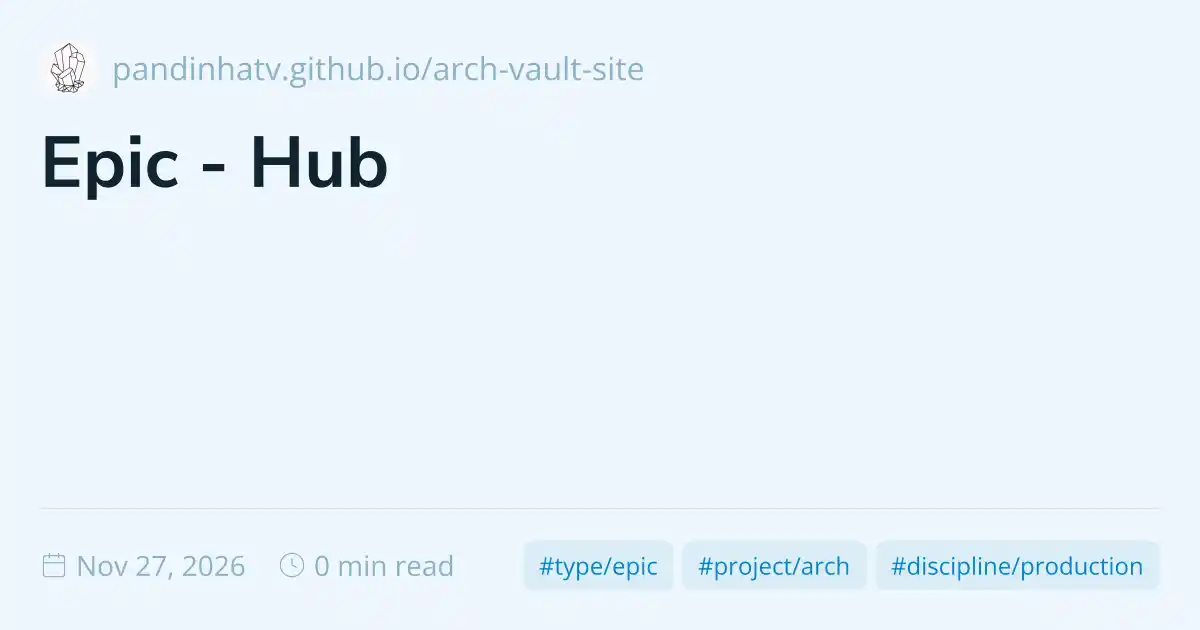 pandinhatv.github.io/arch-vault-site
Epic - Hub
Nov 27, 2026 0 min read #type/epic #project/arch #discipline/production